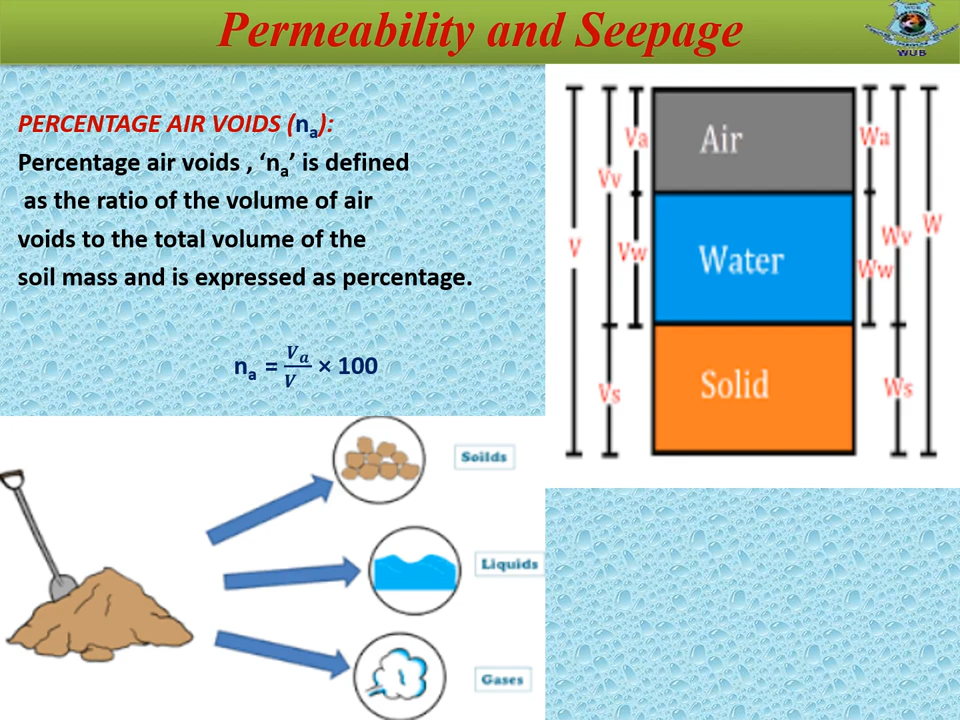 Permeability and Seepage
WUB
PERCENTAGE AIR VOIDS (nₐ):
Percentage air voids , ‘nₐ’ is defined
as the ratio of the volume of air
voids to the total volume of the
soil mass and is expressed as percentage.
nₐ = Vₐ/V × 100
Air
Water
Solid
Va
Vv
V
Vw
Vs
Wa
W
Wv
Ww
Ws
Soilds
Liquids
Gases